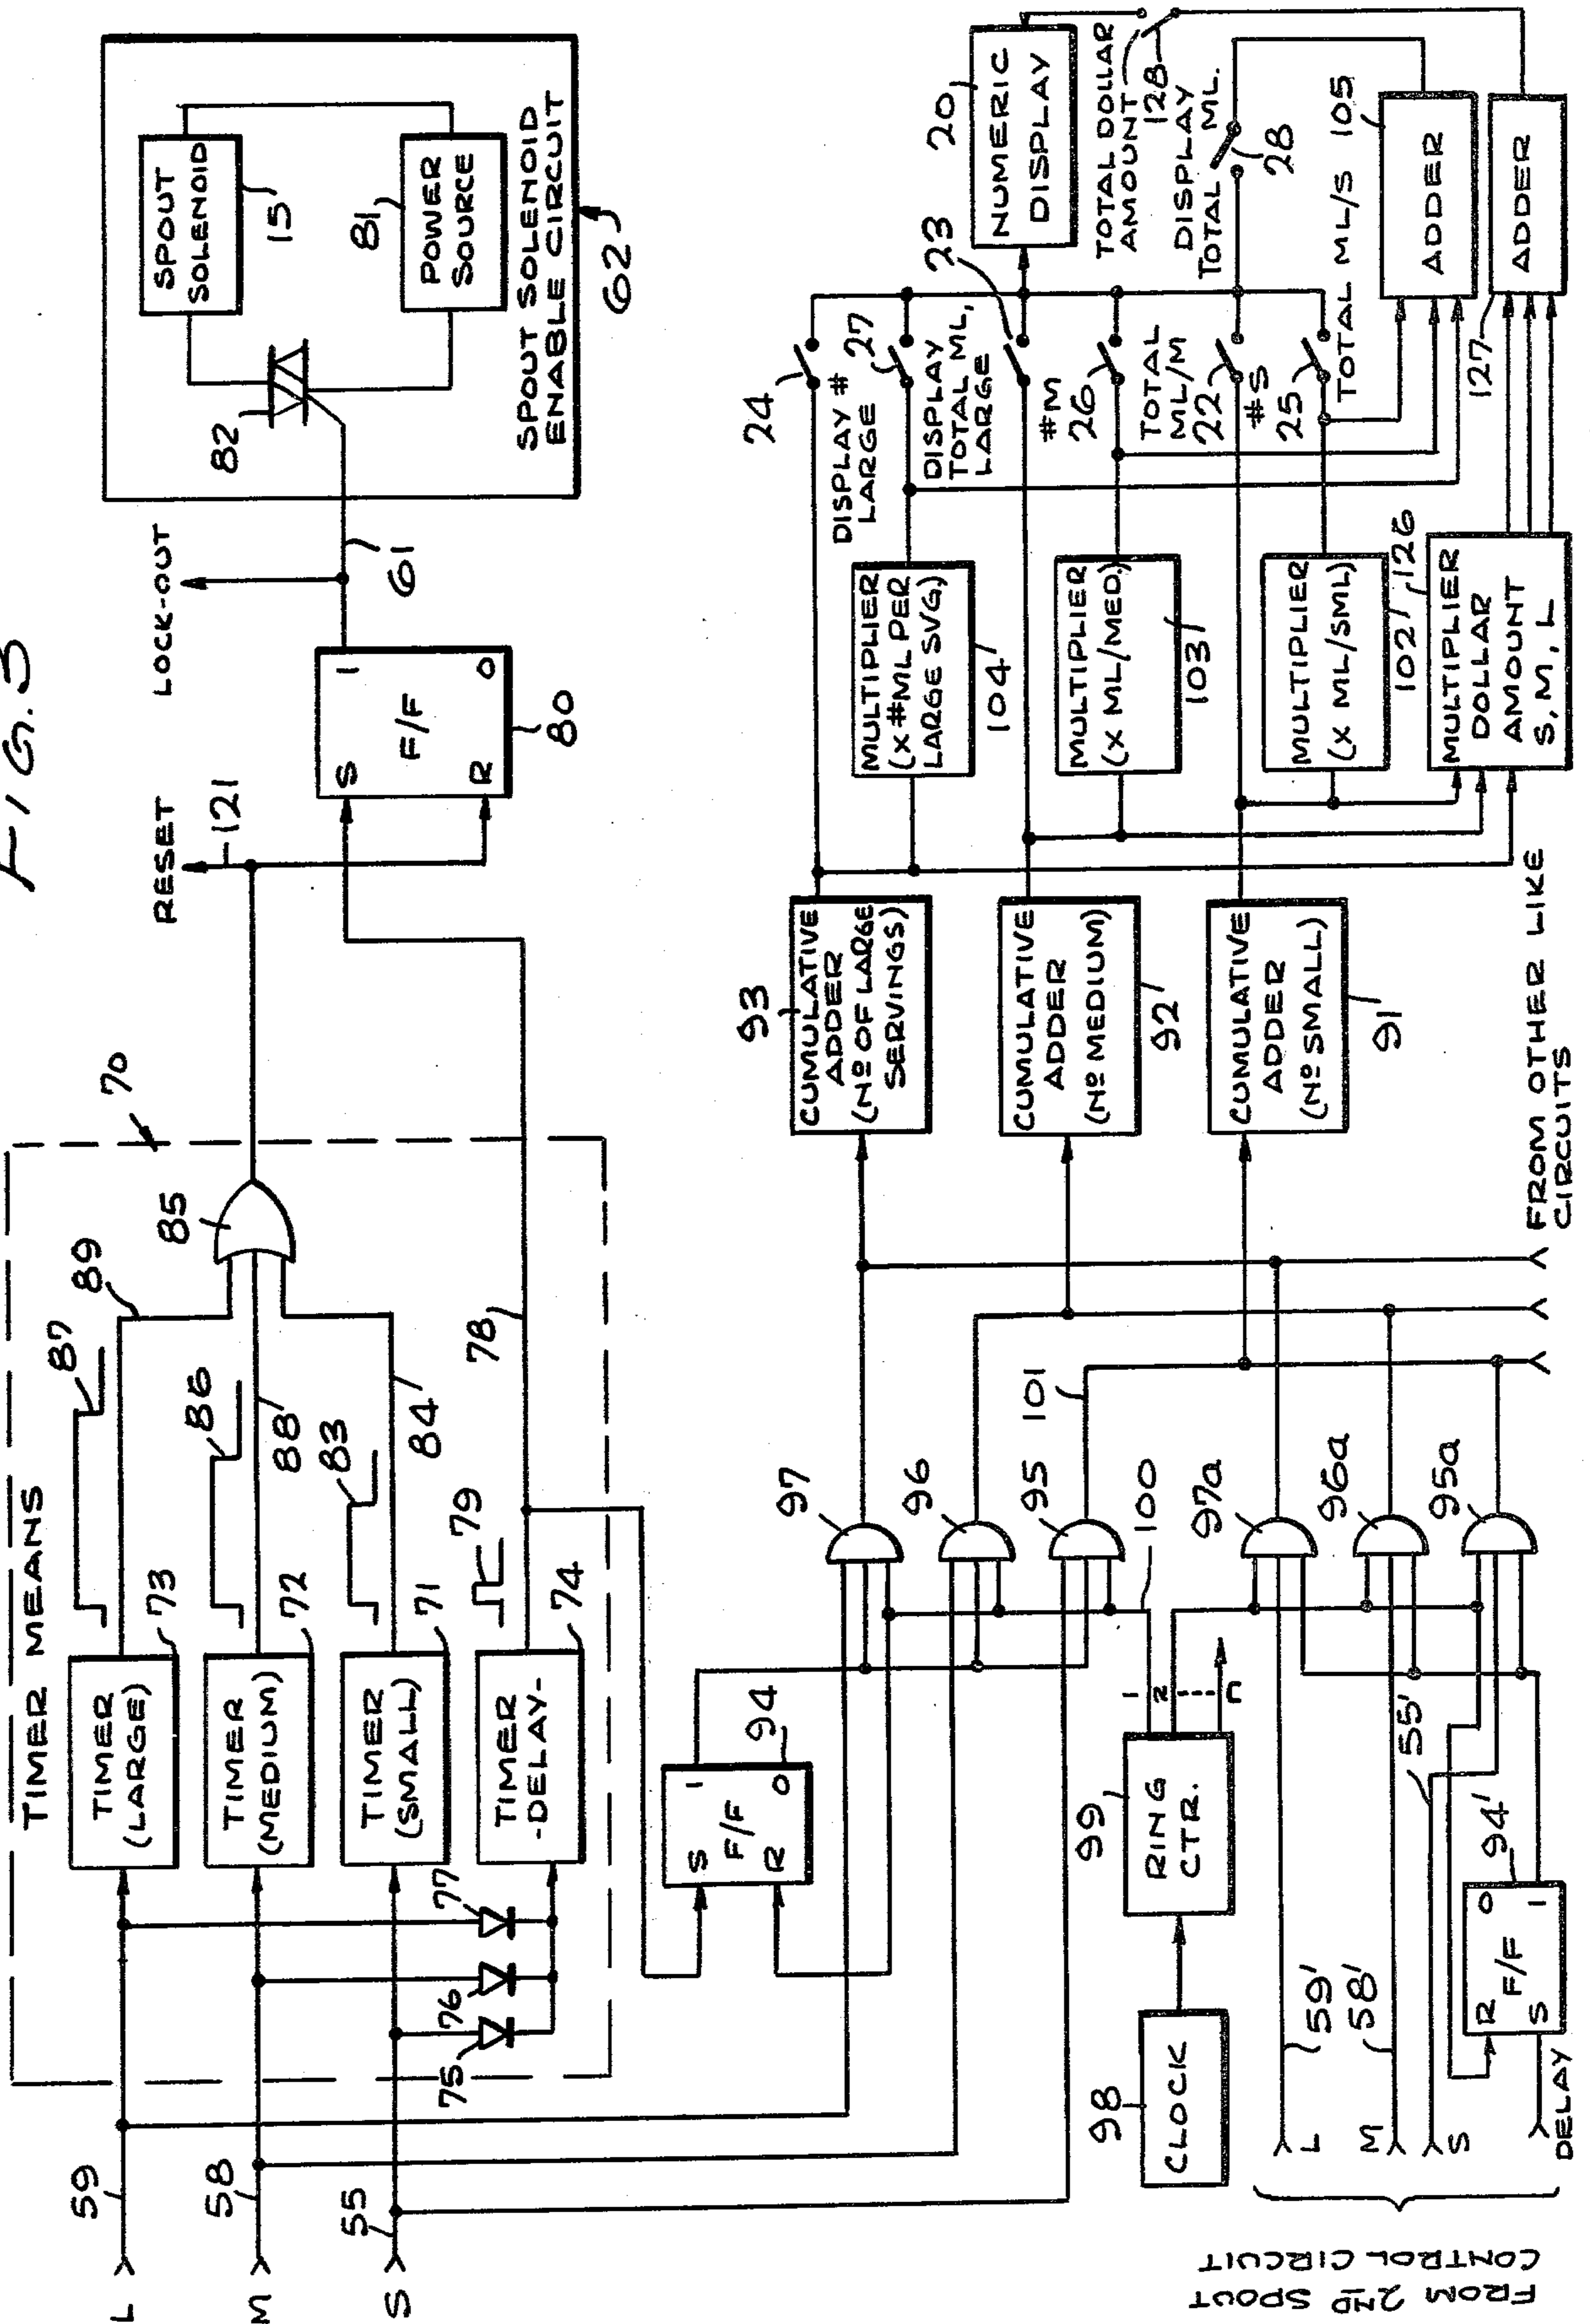 FIG. 3
TIMER MEANS
70
L
59
M
58
S
55
TIMER
(LARGE)
73
TIMER
(MEDIUM)
72
TIMER
(SMALL)
71
TIMER
-DELAY-
74
75
76
77
87
89
86
88
83
84
79
78
85
RESET
121
LOCK-OUT
61
S
R
F/F
1
0
80
SPOUT
SOLENOID
15
POWER
SOURCE
81
82
SPOUT SOLENOID
ENABLE CIRCUIT
62
S
R
F/F
1
0
94
97
96
95
101
100
CLOCK
98
RING
CTR.
99
1
2
n
97a
96a
95a
FROM 2ND SPOUT
CONTROL CIRCUIT
L
59'
M
58'
S
55'
DELAY
R
S
F/F
0
1
94'
FROM OTHER LIKE
CIRCUITS
CUMULATIVE
ADDER
(No OF LARGE
SERVINGS)
93
CUMULATIVE
ADDER
(No MEDIUM)
92
CUMULATIVE
ADDER
(No SMALL)
91
MULTIPLIER
(X #ML PER
LARGE SVG.)
104
MULTIPLIER
(X ML/MED.)
103
MULTIPLIER
(X ML/SML)
102
MULTIPLIER
DOLLAR
AMOUNT
S, M, L
126
24
DISPLAY #
LARGE
27
DISPLAY
TOTAL ML,
LARGE
23
#M
26
TOTAL
ML/M
22
#S
25
TOTAL ML/S
NUMERIC
DISPLAY
20
TOTAL DOLLAR
AMOUNT
128
DISPLAY
TOTAL ML.
28
ADDER
105
ADDER
127